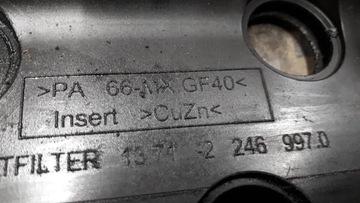 >PA 66-MX GF40<
Insert >CuZn<
TFILTER 13 71 -2 246 997.0